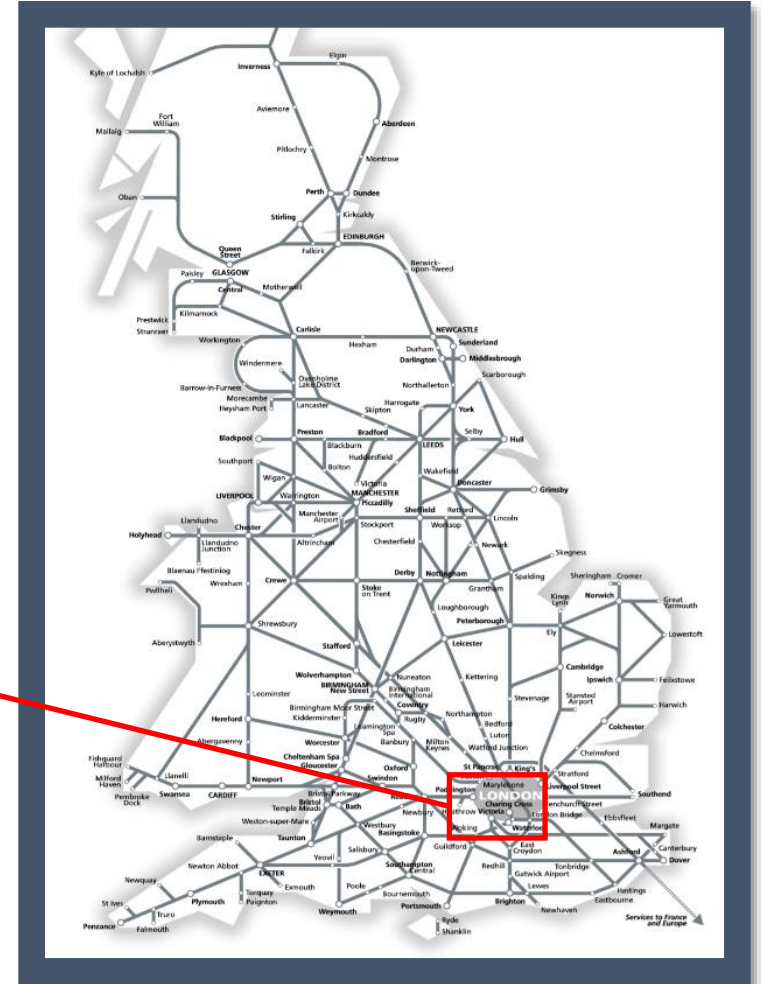 Elgin
Inverness
Kyle of Lochalsh
Aviemore
Fort
William
Mallaig
Aberdeen
Pitlochry
Montrose
Perth
Dundee
Oban
Stirling
Kirkcaldy
EDINBURGH
Queen
Street
Falkirk
Berwick-
upon-Tweed
Paisley
GLASGOW
Central
Motherwell
Prestwick
Kilmarnock
Stranraer
Carlisle
NEWCASTLE
Workington
Hexham
Durham
Sunderland
Darlington
Middlesbrough
Windermere
Scarborough
Oxenholme
Lake District
Northallerton
Barrow-in-Furness
Morecambe
Heysham Port
Lancaster
Harrogate
York
Skipton
Blackpool
Preston
Bradford
LEEDS
Selby
Hull
Blackburn
Huddersfield
Southport
Bolton
Wakefield
Wigan
Victoria
MANCHESTER
Piccadilly
Doncaster
Grimsby
LIVERPOOL
Warrington
Manchester
Airport
Sheffield
Retford
Llandudno
Stockport
Worksop
Lincoln
Holyhead
Chester
Llandudno
Junction
Altrincham
Chesterfield
Newark
Skegness
Blaenau Ffestiniog
Wrexham
Crewe
Stoke
on Trent
Derby
Nottingham
Grantham
Spalding
Sheringham
Cromer
Pwllheli
Kings
Lynn
Norwich
Great
Yarmouth
Loughborough
Shrewsbury
Peterborough
Aberystwyth
Stafford
Leicester
Ely
Lowestoft
Wolverhampton
BIRMINGHAM
New Street
Nuneaton
Kettering
Cambridge
Birmingham
International
Ipswich
Felixstowe
Leominster
Birmingham Moor Street
Coventry
Stevenage
Stansted
Airport
Harwich
Hereford
Kidderminster
Rugby
Northampton
Leamington
Spa
Bedford
Colchester
Abergavenny
Worcester
Banbury
Milton
Keynes
Luton
Cheltenham Spa
Watford Junction
Chelmsford
Fishguard
Harbour
Gloucester
Oxford
St Pancras
King's
Stratford
Milford
Haven
Llanelli
Newport
Swindon
Paddington
Marylebone
Liverpool Street
Pembroke
Dock
Swansea
CARDIFF
Bristol Parkway
LONDON
Southend
Bristol
Temple Meads
Bath
Charing Cross
Fenchurch Street
Newbury
Heathrow
Victoria
London Bridge
Ebbsfleet
Weston-super-Mare
Westbury
Woking
Waterloo
Margate
Barnstaple
Taunton
Basingstoke
East
Croydon
Canterbury
Salisbury
Guildford
Ashford
Dover
Newton Abbot
Yeovil
Redhill
Tonbridge
Newquay
EXETER
Southampton
Central
Gatwick Airport
Exmouth
Poole
Lewes
Hastings
St Ives
Plymouth
Torquay
Paignton
Bournemouth
Eastbourne
Truro
Weymouth
Portsmouth
Brighton
Newhaven
Penzance
Falmouth
Ryde
Shanklin
Services to France
and Europe